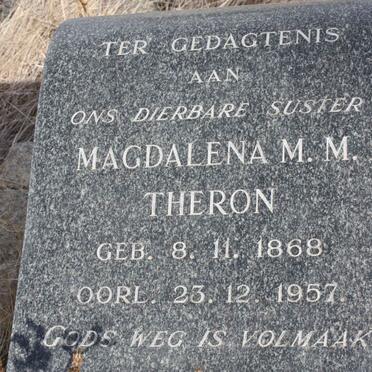 TER GEDAGTENIS
AAN
ONS DIERBARE SUSTER
MAGDALENA M. M.
THERON
GEB. 8. 11. 1868
OORL. 23. 12. 1957.
GODS WEG IS VOLMAAK